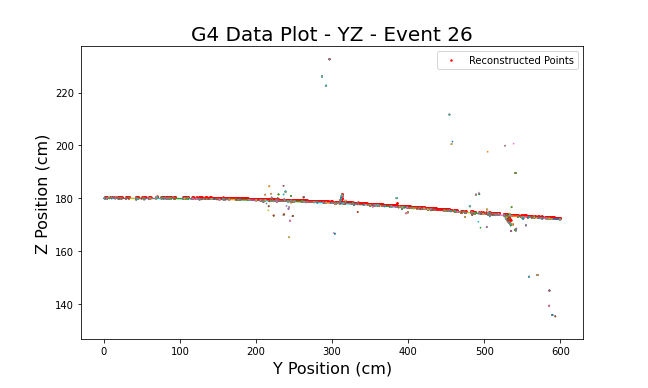 G4 Data Plot - YZ - Event 26
Reconstructed Points
Z Position (cm)
220
200
180
160
140
0 100 200 300 400 500 600
Y Position (cm)